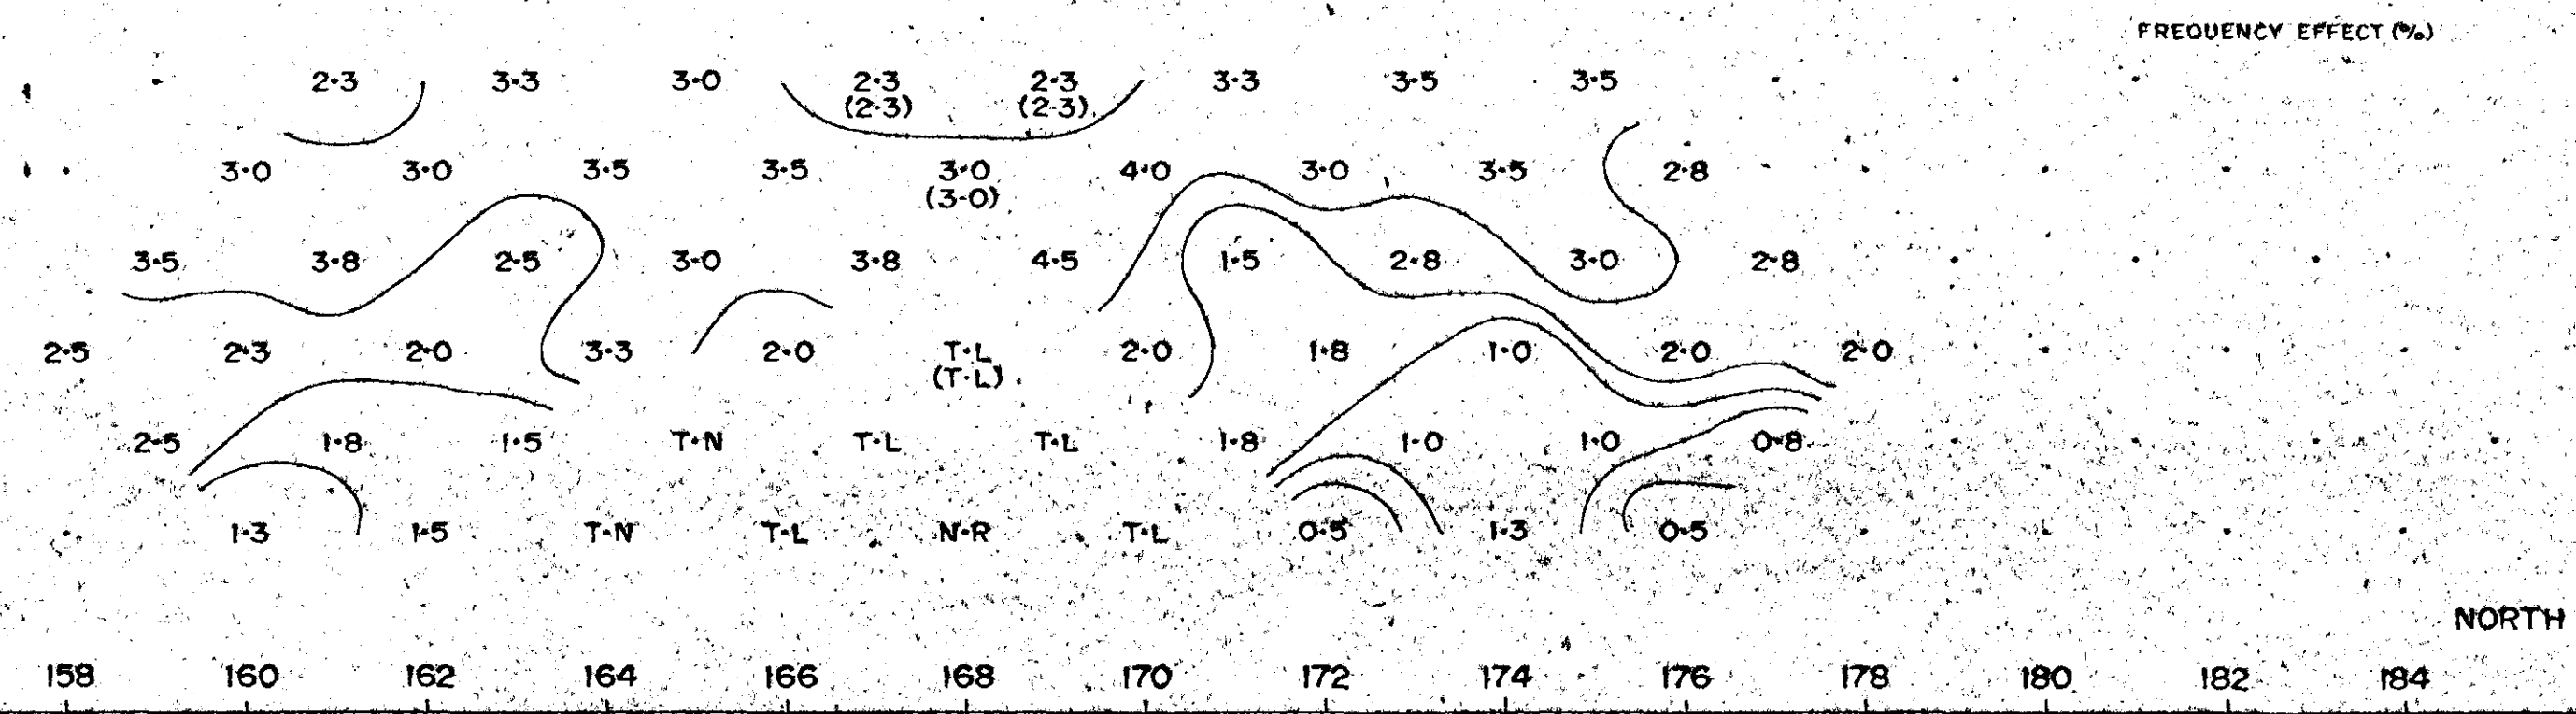 FREQUENCY EFFECT (%)
2·3 3·3 3·0 2·3 2·3 3·3 3·5 3·5
(2·3) (2·3)
3·0 3·0 3·5 3·5 3·0 4·0 3·0 3·5 2·8
(3·0)
3·5 3·8 2·5 3·0 3·8 4·5 1·5 2·8 3·0 2·8
2·5 2·3 2·0 3·3 2·0 T·L 2·0 1·8 1·0 2·0 2·0
(T·L)
2·5 1·8 1·5 T·N T·L T·L 1·8 1·0 1·0 0·8
1·3 1·5 T·N T·L N·R T·L 0·5 1·3 0·5
NORTH
158 160 162 164 166 168 170 172 174 176 178 180 182 184